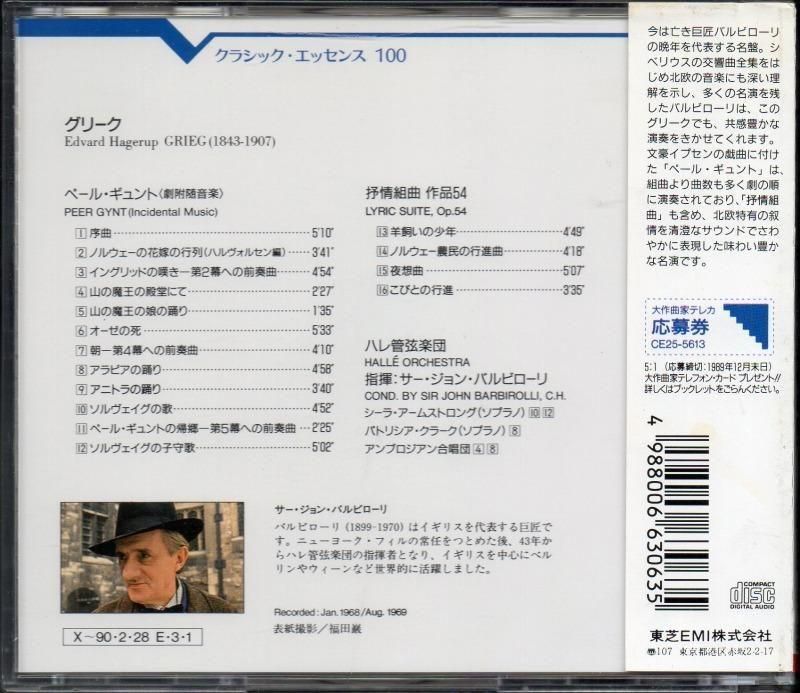 クラシック・エッセンス 100
グリーク
Edvard Hagerup GRIEG (1843-1907)
ペール・ギュント〈劇附随音楽〉
PEER GYNT (Incidental Music)
1 序曲 5'10"
2 ノルウェーの花嫁の行列(ハルヴォルセン編) 3'41"
3 イングリッドの嘆き―第2幕への前奏曲 4'54"
4 山の魔王の殿堂にて 2'27"
5 山の魔王の娘の踊り 1'35"
6 オーゼの死 5'33"
7 朝―第4幕への前奏曲 4'10"
8 アラビアの踊り 4'58"
9 アニトラの踊り 3'40"
10 ソルヴェイグの歌 4'52"
11 ペール・ギュントの帰郷―第5幕への前奏曲 2'25"
12 ソルヴェイグの子守歌 5'02"
抒情組曲 作品54
LYRIC SUITE, Op.54
13 羊飼いの少年 4'49"
14 ノルウェー農民の行進曲 4'18"
15 夜想曲 5'07"
16 こびとの行進 3'35"
ハレ管弦楽団
HALLÉ ORCHESTRA
指揮:サー・ジョン・バルビローリ
COND. BY SIR JOHN BARBIROLLI, C.H.
シーラ・アームストロング(ソプラノ) 10 12
パトリシア・クラーク(ソプラノ) 8
アンブロジアン合唱団 4 8
サー・ジョン・バルビローリ
バルビローリ (1899-1970) はイギリスを代表する巨匠で
す。ニューヨーク・フィルの常任をつとめた後、43年か
らハレ管弦楽団の指揮者となり、イギリスを中心にベル
リンやウィーンなど世界的に活躍しました。
Recorded: Jan. 1968/Aug. 1969
表紙撮影/福田巌
X~90・2・28 E・3・1
今は亡き巨匠バルビローリ
の晩年を代表する名盤。シ
ベリウスの交響曲全集をは
じめ北欧の音楽にも深い理
解を示し、多くの名演を残
したバルビローリは、この
グリークでも、共感豊かな
演奏をきかせてくれます。
文豪イプセンの戯曲に付け
た「ペール・ギュント」は、
組曲より曲数も多く劇の順
に演奏されており、「抒情組
曲」も含め、北欧特有の叙
情を清澄なサウンドでさわ
やかに表現した味わい豊か
な名演です。
大作曲家テレカ
応募券
CE25-5613
5:1 (応募締切:1989年12月末日)
大作曲家テレフォン・カード プレゼント!!
詳しくはブックレットをごらんください。
4 988006 630635
COMPACT
disc
DIGITAL AUDIO
東芝EMI株式会社
〒107 東京都港区赤坂2-2-17